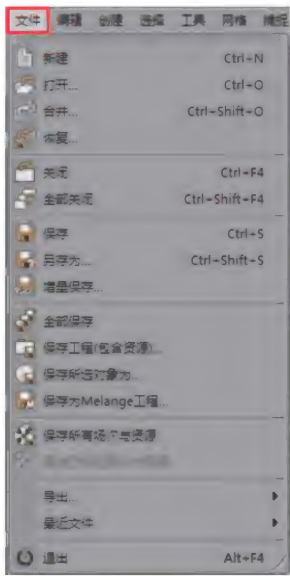 文件 编辑 创建 选择 工具 网格 捕捉
新建 Ctrl+N
打开... Ctrl+O
合并... Ctrl+Shift+O
恢复...
关闭 Ctrl+F4
全部关闭 Ctrl+Shift+F4
保存 Ctrl+S
另存为... Ctrl+Shift+S
增量保存...
全部保存
保存工程(包含资源)...
保存所选对象为...
保存为Melange工程...
保存所有场次与资源
导出...
最近文件
退出 Alt+F4